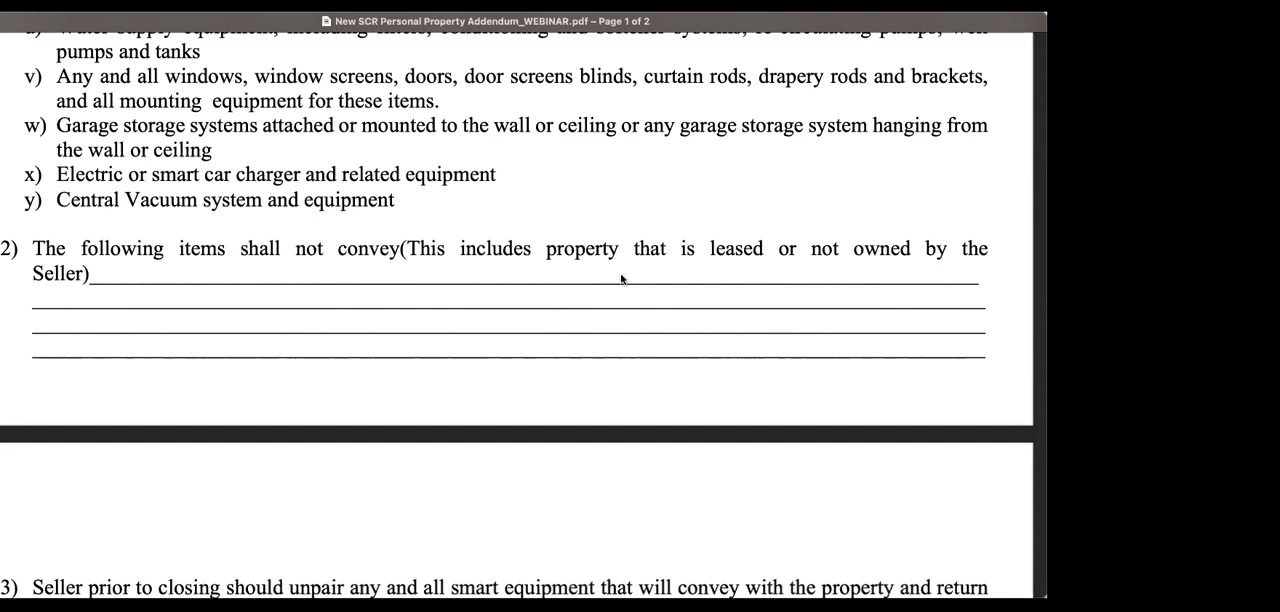 New SCR Personal Property Addendum_WEBINAR.pdf – Page 1 of 2
pumps and tanks
v) Any and all windows, window screens, doors, door screens blinds, curtain rods, drapery rods and brackets,
and all mounting equipment for these items.
w) Garage storage systems attached or mounted to the wall or ceiling or any garage storage system hanging from
the wall or ceiling
x) Electric or smart car charger and related equipment
y) Central Vacuum system and equipment
2) The following items shall not convey(This includes property that is leased or not owned by the
Seller)
3) Seller prior to closing should unpair any and all smart equipment that will convey with the property and return